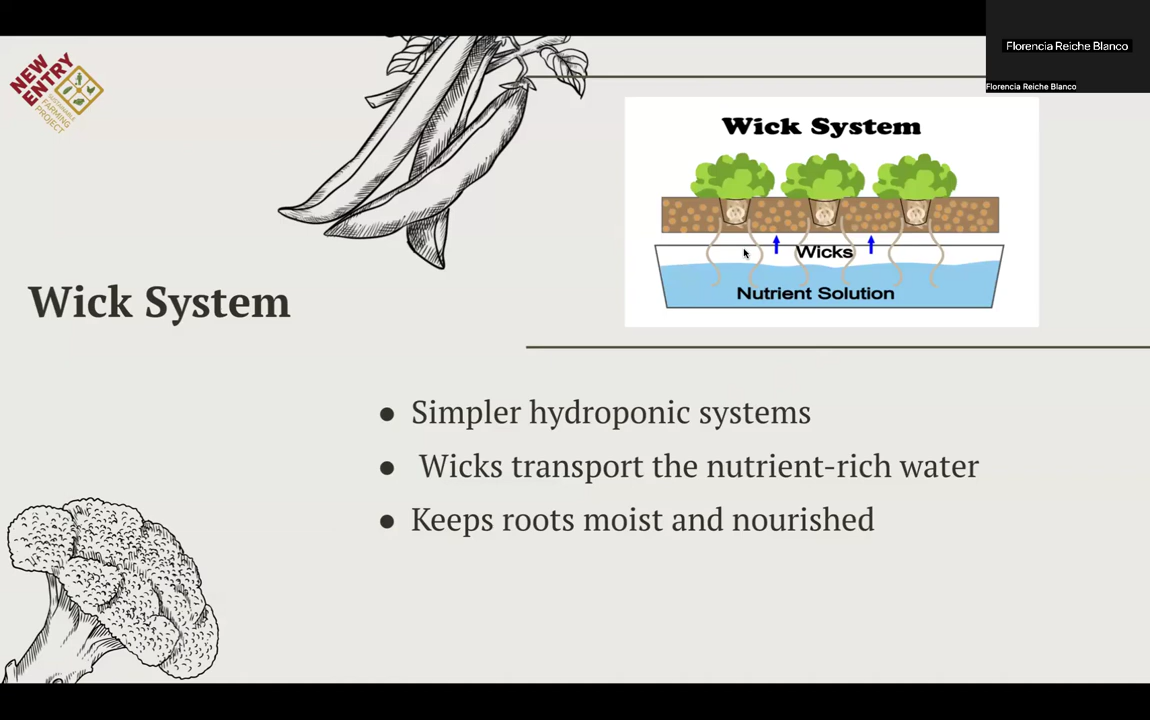 Florencia Reiche Blanco
Florencia Reiche Blanco
NEW
ENTRY
SUSTAINABLE
FARMING
PROJECT
Wick System
Wicks
Nutrient Solution
Wick System
● Simpler hydroponic systems
● Wicks transport the nutrient-rich water
● Keeps roots moist and nourished